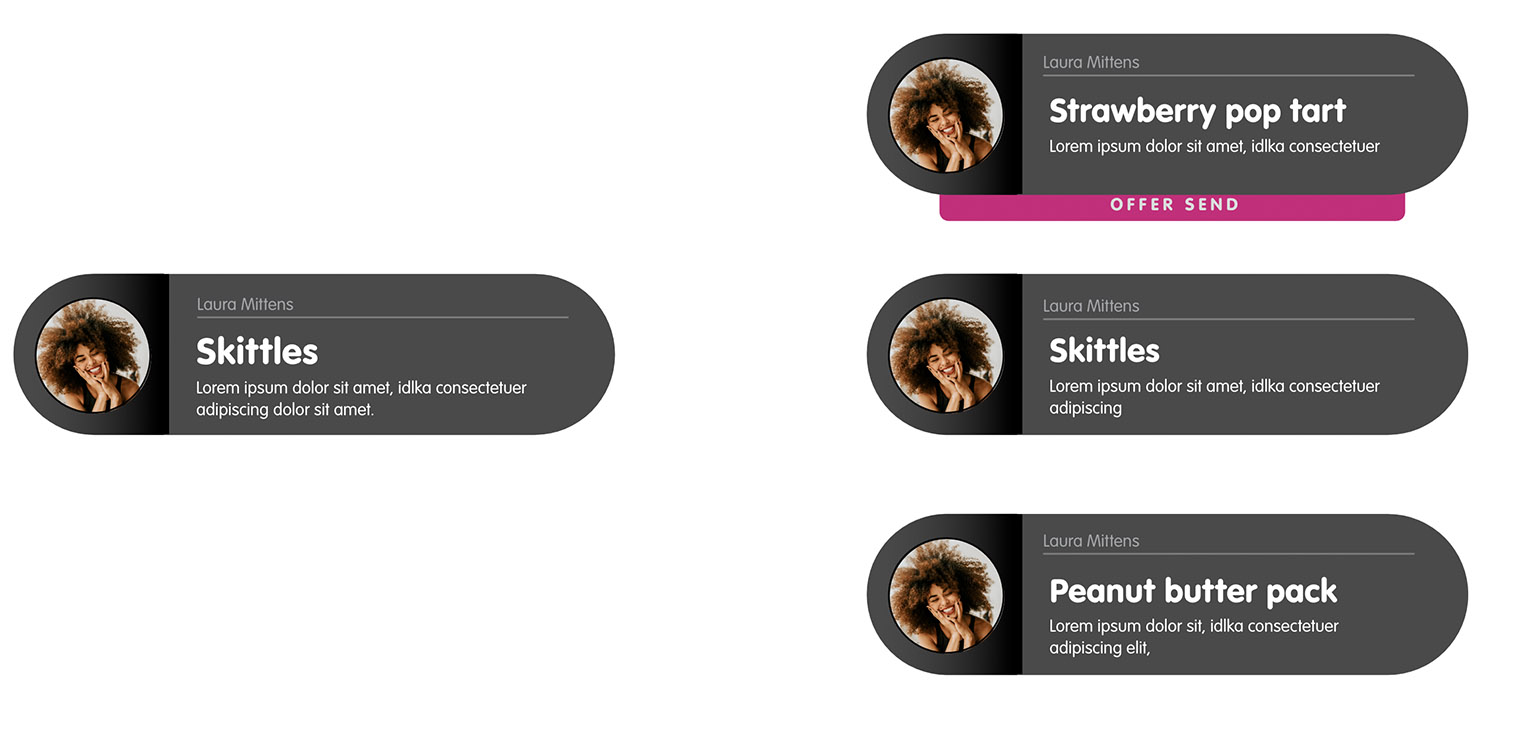 Laura Mittens
Strawberry pop tart
Lorem ipsum dolor sit amet, idlka consectetuer
OFFER SEND
Laura Mittens
Skittles
Lorem ipsum dolor sit amet, idlka consectetuer
adipiscing dolor sit amet.
Laura Mittens
Skittles
Lorem ipsum dolor sit amet, idlka consectetuer
adipiscing
Laura Mittens
Peanut butter pack
Lorem ipsum dolor sit, idlka consectetuer
adipiscing elit,